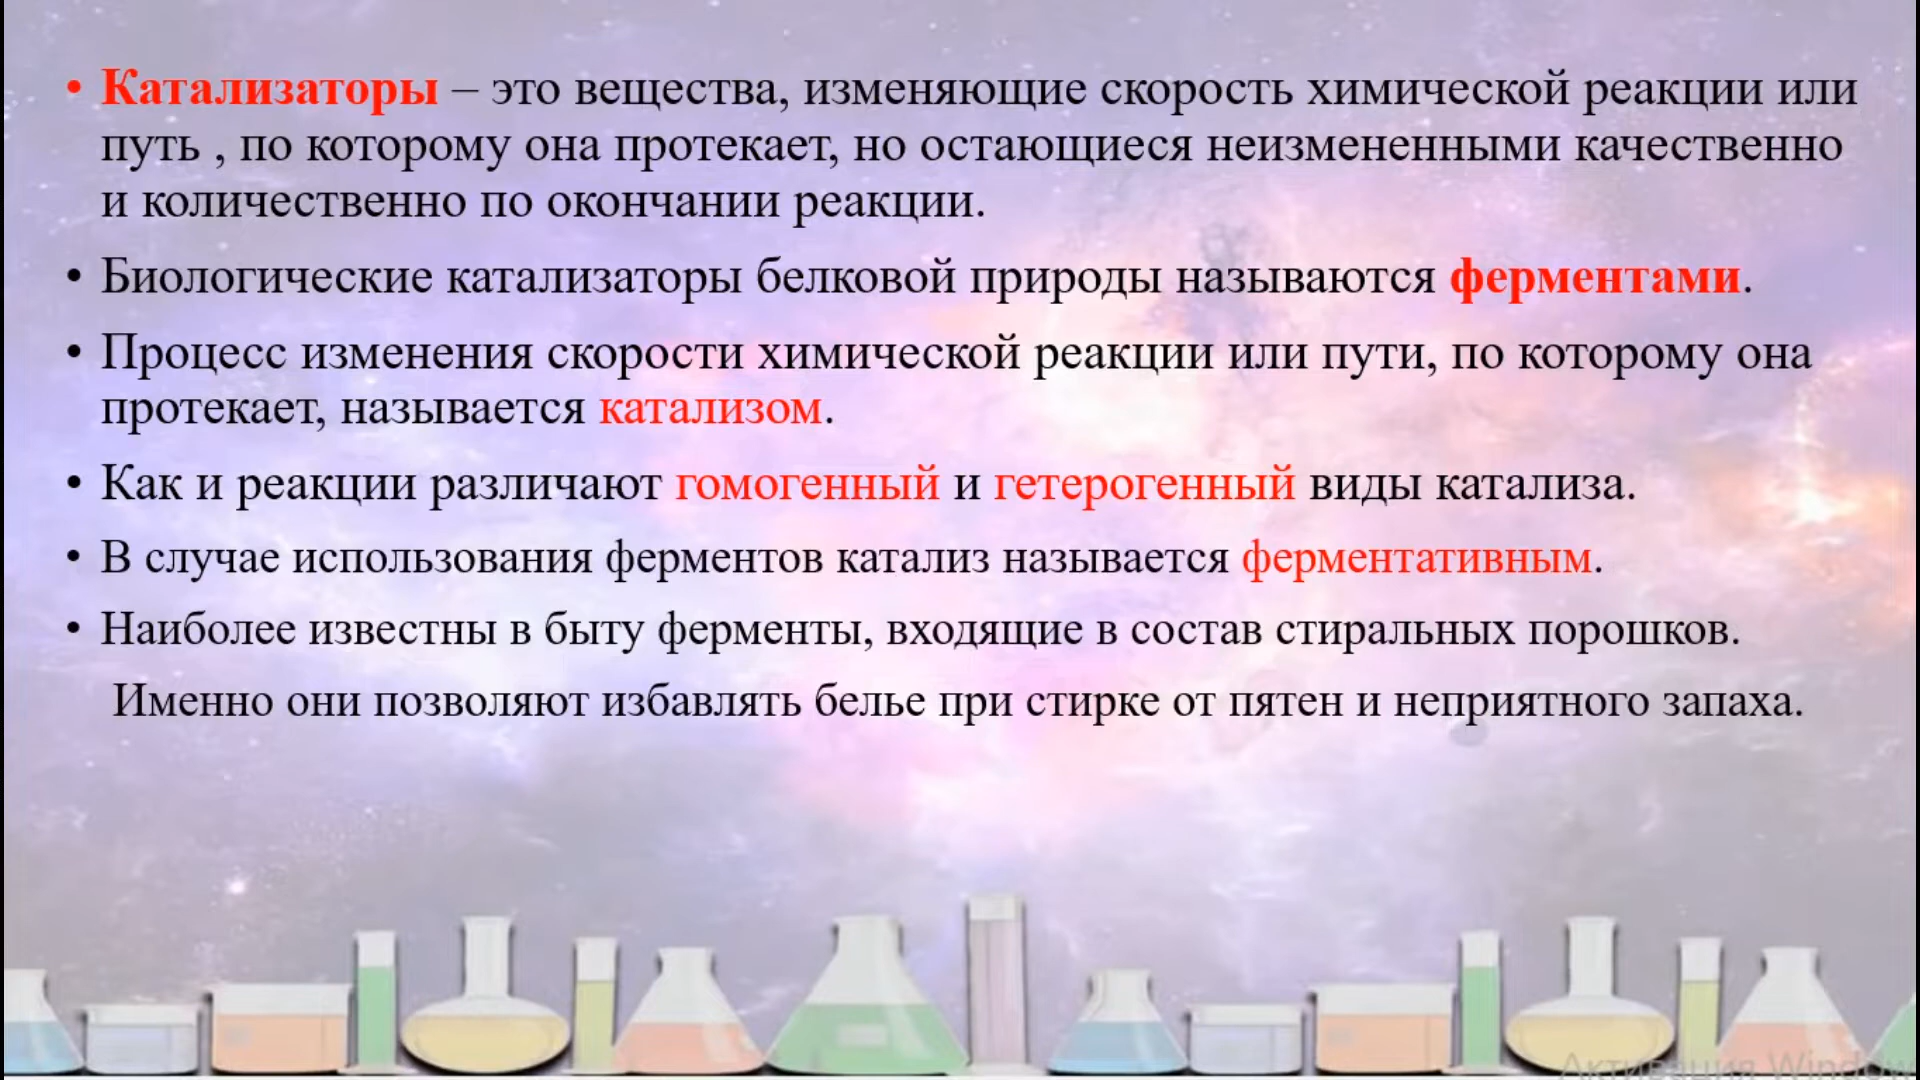 • Катализаторы – это вещества, изменяющие скорость химической реакции или
путь , по которому она протекает, но остающиеся неизмененными качественно
и количественно по окончании реакции.
• Биологические катализаторы белковой природы называются ферментами.
• Процесс изменения скорости химической реакции или пути, по которому она
протекает, называется катализом.
• Как и реакции различают гомогенный и гетерогенный виды катализа.
• В случае использования ферментов катализ называется ферментативным.
• Наиболее известны в быту ферменты, входящие в состав стиральных порошков.
Именно они позволяют избавлять белье при стирке от пятен и неприятного запаха.
Активация Window